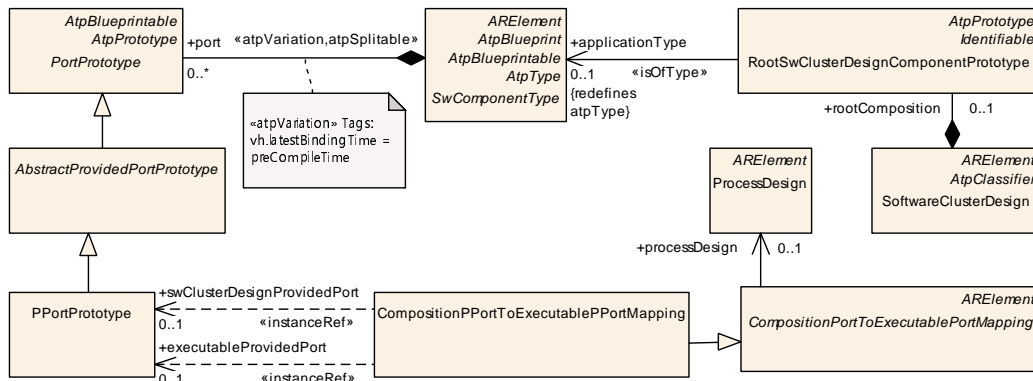 AtpBlueprintable
AtpPrototype
PortPrototype
+port
«atpVariation,atpSplitable»
0..*
ARElement
AtpBlueprint
AtpBlueprintable
AtpType
SwComponentType
+applicationType
0..1
«isOfType»
{redefines
atpType}
AtpPrototype
Identifiable
RootSwClusterDesignComponentPrototype
«atpVariation» Tags:
vh.latestBindingTime =
preCompileTime
+rootComposition
0..1
AbstractProvidedPortPrototype
ARElement
ProcessDesign
ARElement
AtpClassifier
SoftwareClusterDesign
+processDesign
0..1
PPortPrototype
+swClusterDesignProvidedPort
0..1
«instanceRef»
+executableProvidedPort
0..1
«instanceRef»
CompositionPPortToExecutablePPortMapping
ARElement
CompositionPortToExecutablePortMapping